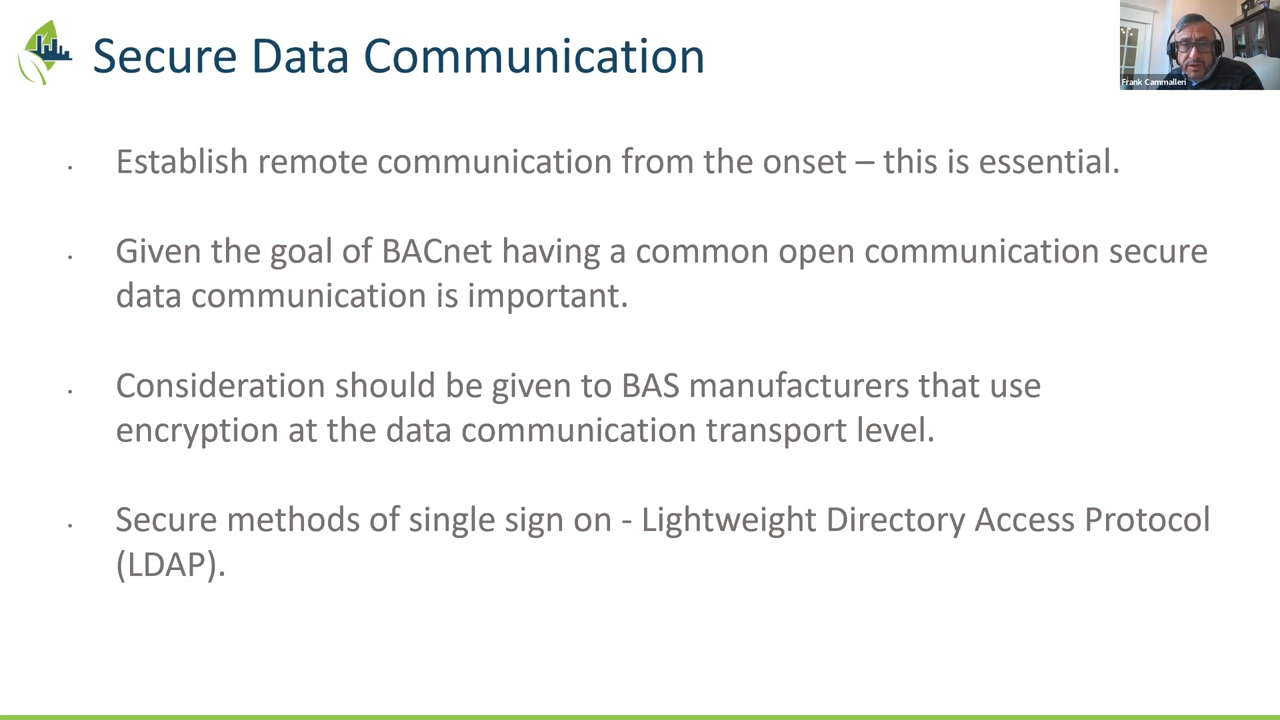 Secure Data Communication
Frank Cammalleri
· Establish remote communication from the onset – this is essential.
· Given the goal of BACnet having a common open communication secure
data communication is important.
· Consideration should be given to BAS manufacturers that use
encryption at the data communication transport level.
· Secure methods of single sign on - Lightweight Directory Access Protocol
(LDAP).